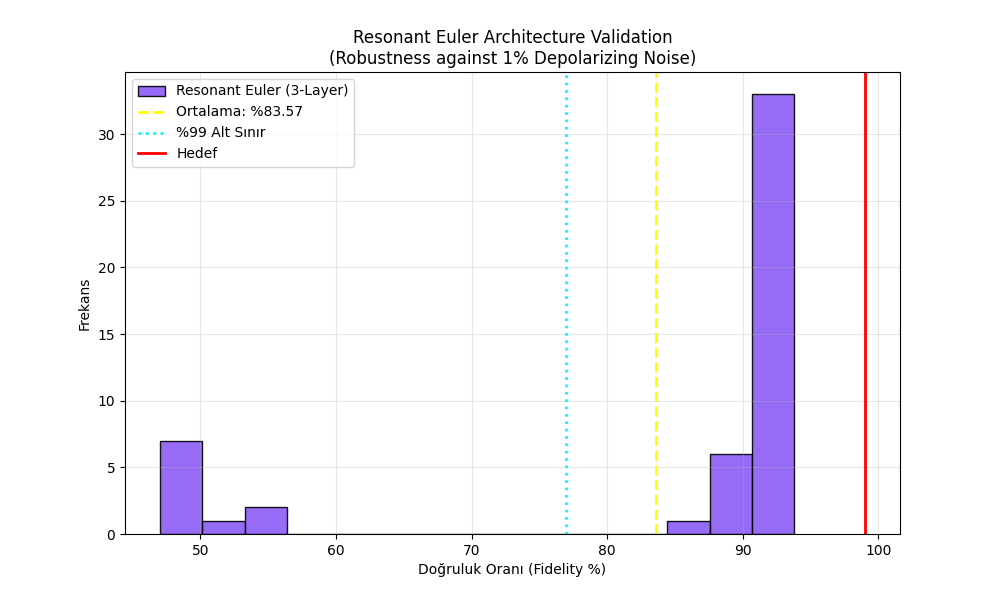 Resonant Euler Architecture Validation
(Robustness against 1% Depolarizing Noise)
Resonant Euler (3-Layer)
Ortalama: %83.57
%99 Alt Sınır
Hedef
Frekans
30
25
20
15
10
5
0
50 60 70 80 90 100
Doğruluk Oranı (Fidelity %)